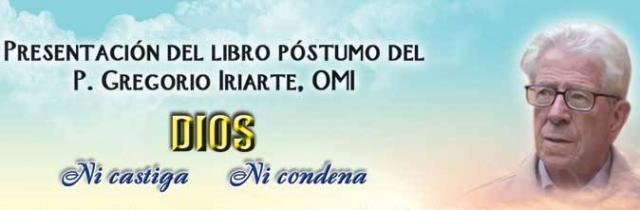 Presentación del libro póstumo del
P. Gregorio Iriarte, OMI
DIOS
Ni castiga Ni condena